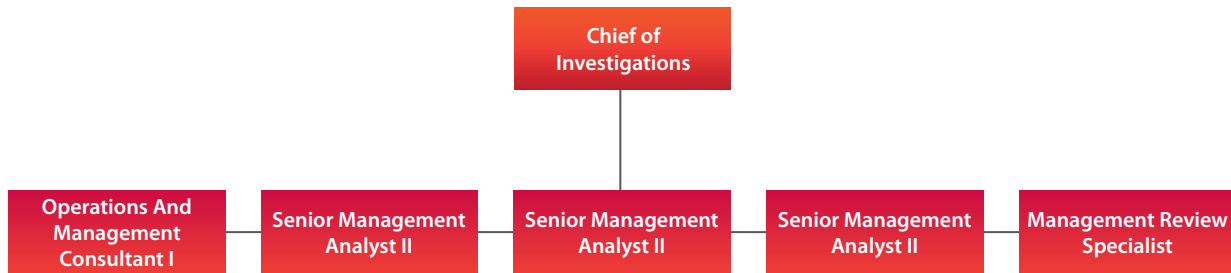 Chief of
Investigations
Operations And
Management
Consultant I
Senior Management
Analyst II
Senior Management
Analyst II
Senior Management
Analyst II
Management Review
Specialist